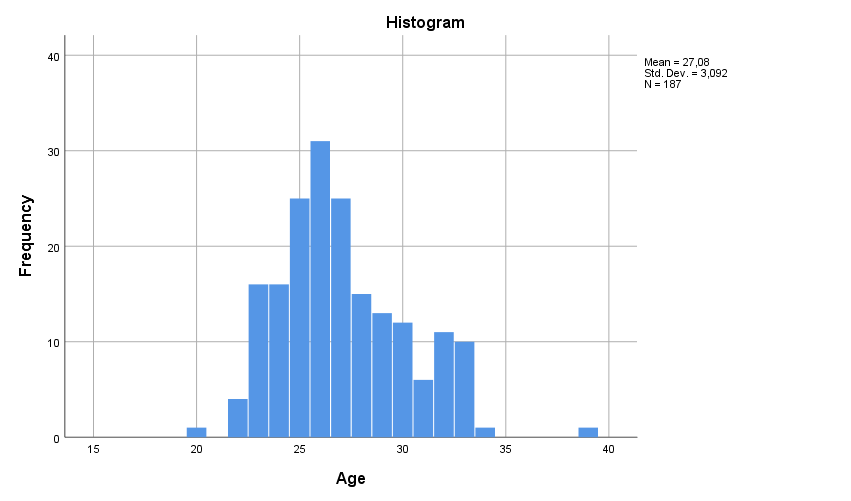 Histogram
Mean = 27,08
Std. Dev. = 3,092
N = 187
40
30
20
10
0
Frequency
15 20 25 30 35 40
Age